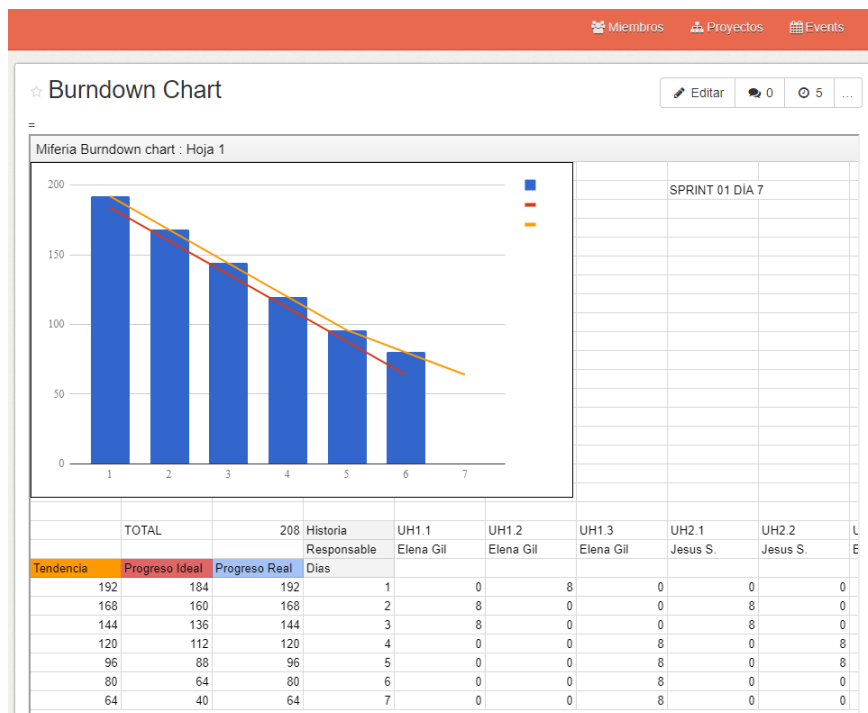 Miembros Proyectos Events
Burndown Chart
Editar 0 5 ...
=
Miferia Burndown chart : Hoja 1
SPRINT 01 DÍA 7
200
150
100
50
0
1 2 3 4 5 6 7
TOTAL 208 Historia UH1.1 UH1.2 UH1.3 UH2.1 UH2.2
Responsable Elena Gil Elena Gil Elena Gil Jesus S. Jesus S.
Tendencia Progreso Ideal Progreso Real Dias
192 184 192 1 0 8 0 0 0
168 160 168 2 8 0 0 8 0
144 136 144 3 8 0 0 8 0
120 112 120 4 0 0 8 0 8
96 88 96 5 0 0 8 0 8
80 64 80 6 0 0 8 0 0
64 40 64 7 0 0 8 0 0